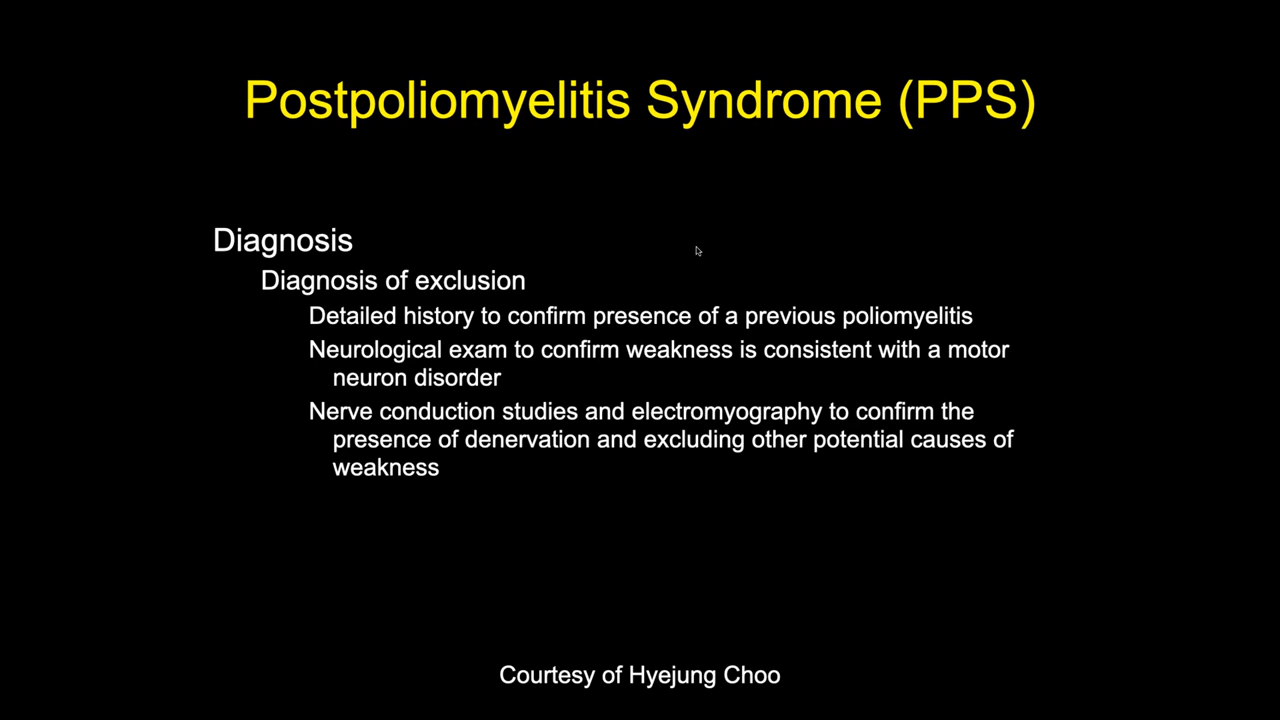 Postpoliomyelitis Syndrome (PPS)
Diagnosis
Diagnosis of exclusion
Detailed history to confirm presence of a previous poliomyelitis
Neurological exam to confirm weakness is consistent with a motor
neuron disorder
Nerve conduction studies and electromyography to confirm the
presence of denervation and excluding other potential causes of
weakness
Courtesy of Hyejung Choo